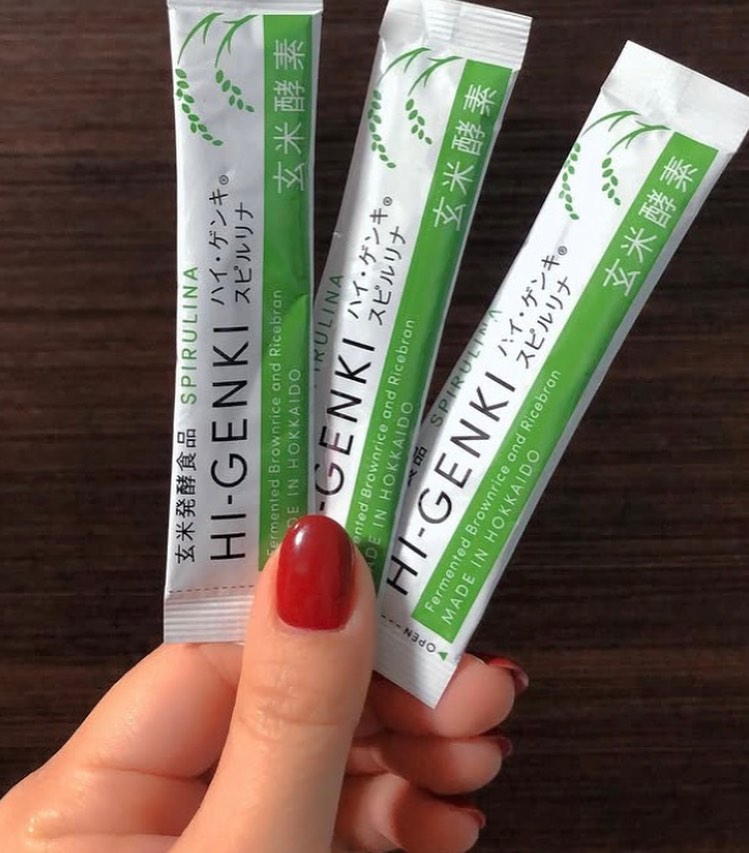 玄米酵素
ハイ・ゲンキ®
スピルリナ
SPIRULINA
HI-GENKI
玄米発酵食品
Fermented Brownrice and Ricebran
MADE IN HOKKAIDO
玄米酵素
ハイ・ゲンキ®
スピルリナ
PIRULINA
GENKI
ented Brownrice and Ricebran
MADE IN HOKKAIDO
玄米酵素
ハイ・ゲンキ®
スピルリナ
SPIRULINA
HI-GENKI
食品
Fermented Brownrice and Ricebran
MADE IN HOKKAIDO
OPEN